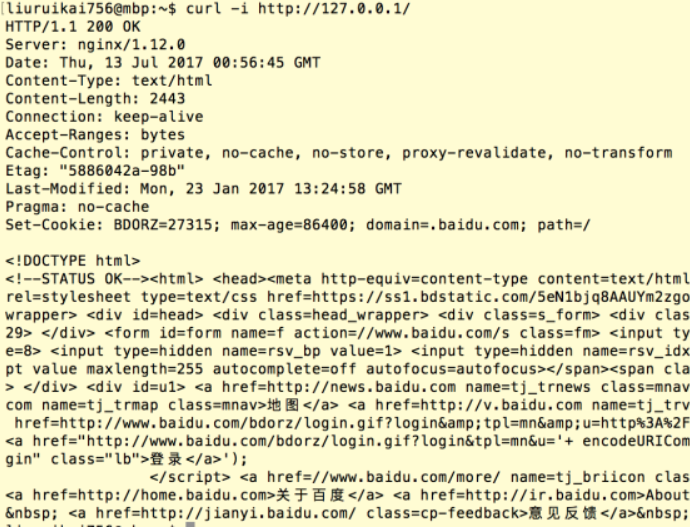 liuruikai756@mbp:~$ curl -i http://127.0.0.1/
HTTP/1.1 200 OK
Server: nginx/1.12.0
Date: Thu, 13 Jul 2017 00:56:45 GMT
Content-Type: text/html
Content-Length: 2443
Connection: keep-alive
Accept-Ranges: bytes
Cache-Control: private, no-cache, no-store, proxy-revalidate, no-transform
Etag: "5886042a-98b"
Last-Modified: Mon, 23 Jan 2017 13:24:58 GMT
Pragma: no-cache
Set-Cookie: BDORZ=27315; max-age=86400; domain=.baidu.com; path=/
<!DOCTYPE html>
<!--STATUS OK--><html> <head><meta http-equiv=content-type content=text/html
rel=stylesheet type=text/css href=https://ss1.bdstatic.com/5eN1bjq8AAUYm2zgo
wrapper> <div id=head> <div class=head_wrapper> <div class=s_form> <div clas
29> </div> <form id=form name=f action=//www.baidu.com/s class=fm> <input ty
e=8> <input type=hidden name=rsv_bp value=1> <input type=hidden name=rsv_idx
pt value maxlength=255 autocomplete=off autofocus=autofocus></span><span cla
> </div> <div id=u1> <a href=http://news.baidu.com name=tj_trnews class=mnav
com name=tj_trmap class=mnav>地图</a> <a href=http://v.baidu.com name=tj_trv
href=http://www.baidu.com/bdorz/login.gif?login&amp;tpl=mn&amp;u=http%3A%2F
<a href="http://www.baidu.com/bdorz/login.gif?login&tpl=mn&u='+ encodeURICom
gin" class="lb">登录</a>');
</script> <a href=//www.baidu.com/more/ name=tj_briicon clas
<a href=http://home.baidu.com>关于百度</a> <a href=http://ir.baidu.com>About
&nbsp; <a href=http://jianyi.baidu.com/ class=cp-feedback>意见反馈</a>&nbsp;